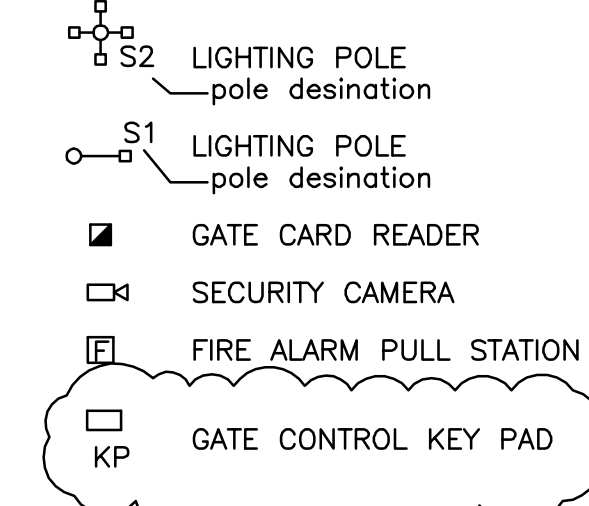 S2 LIGHTING POLE
pole desination
S1 LIGHTING POLE
pole desination
GATE CARD READER
SECURITY CAMERA
F FIRE ALARM PULL STATION
GATE CONTROL KEY PAD
KP